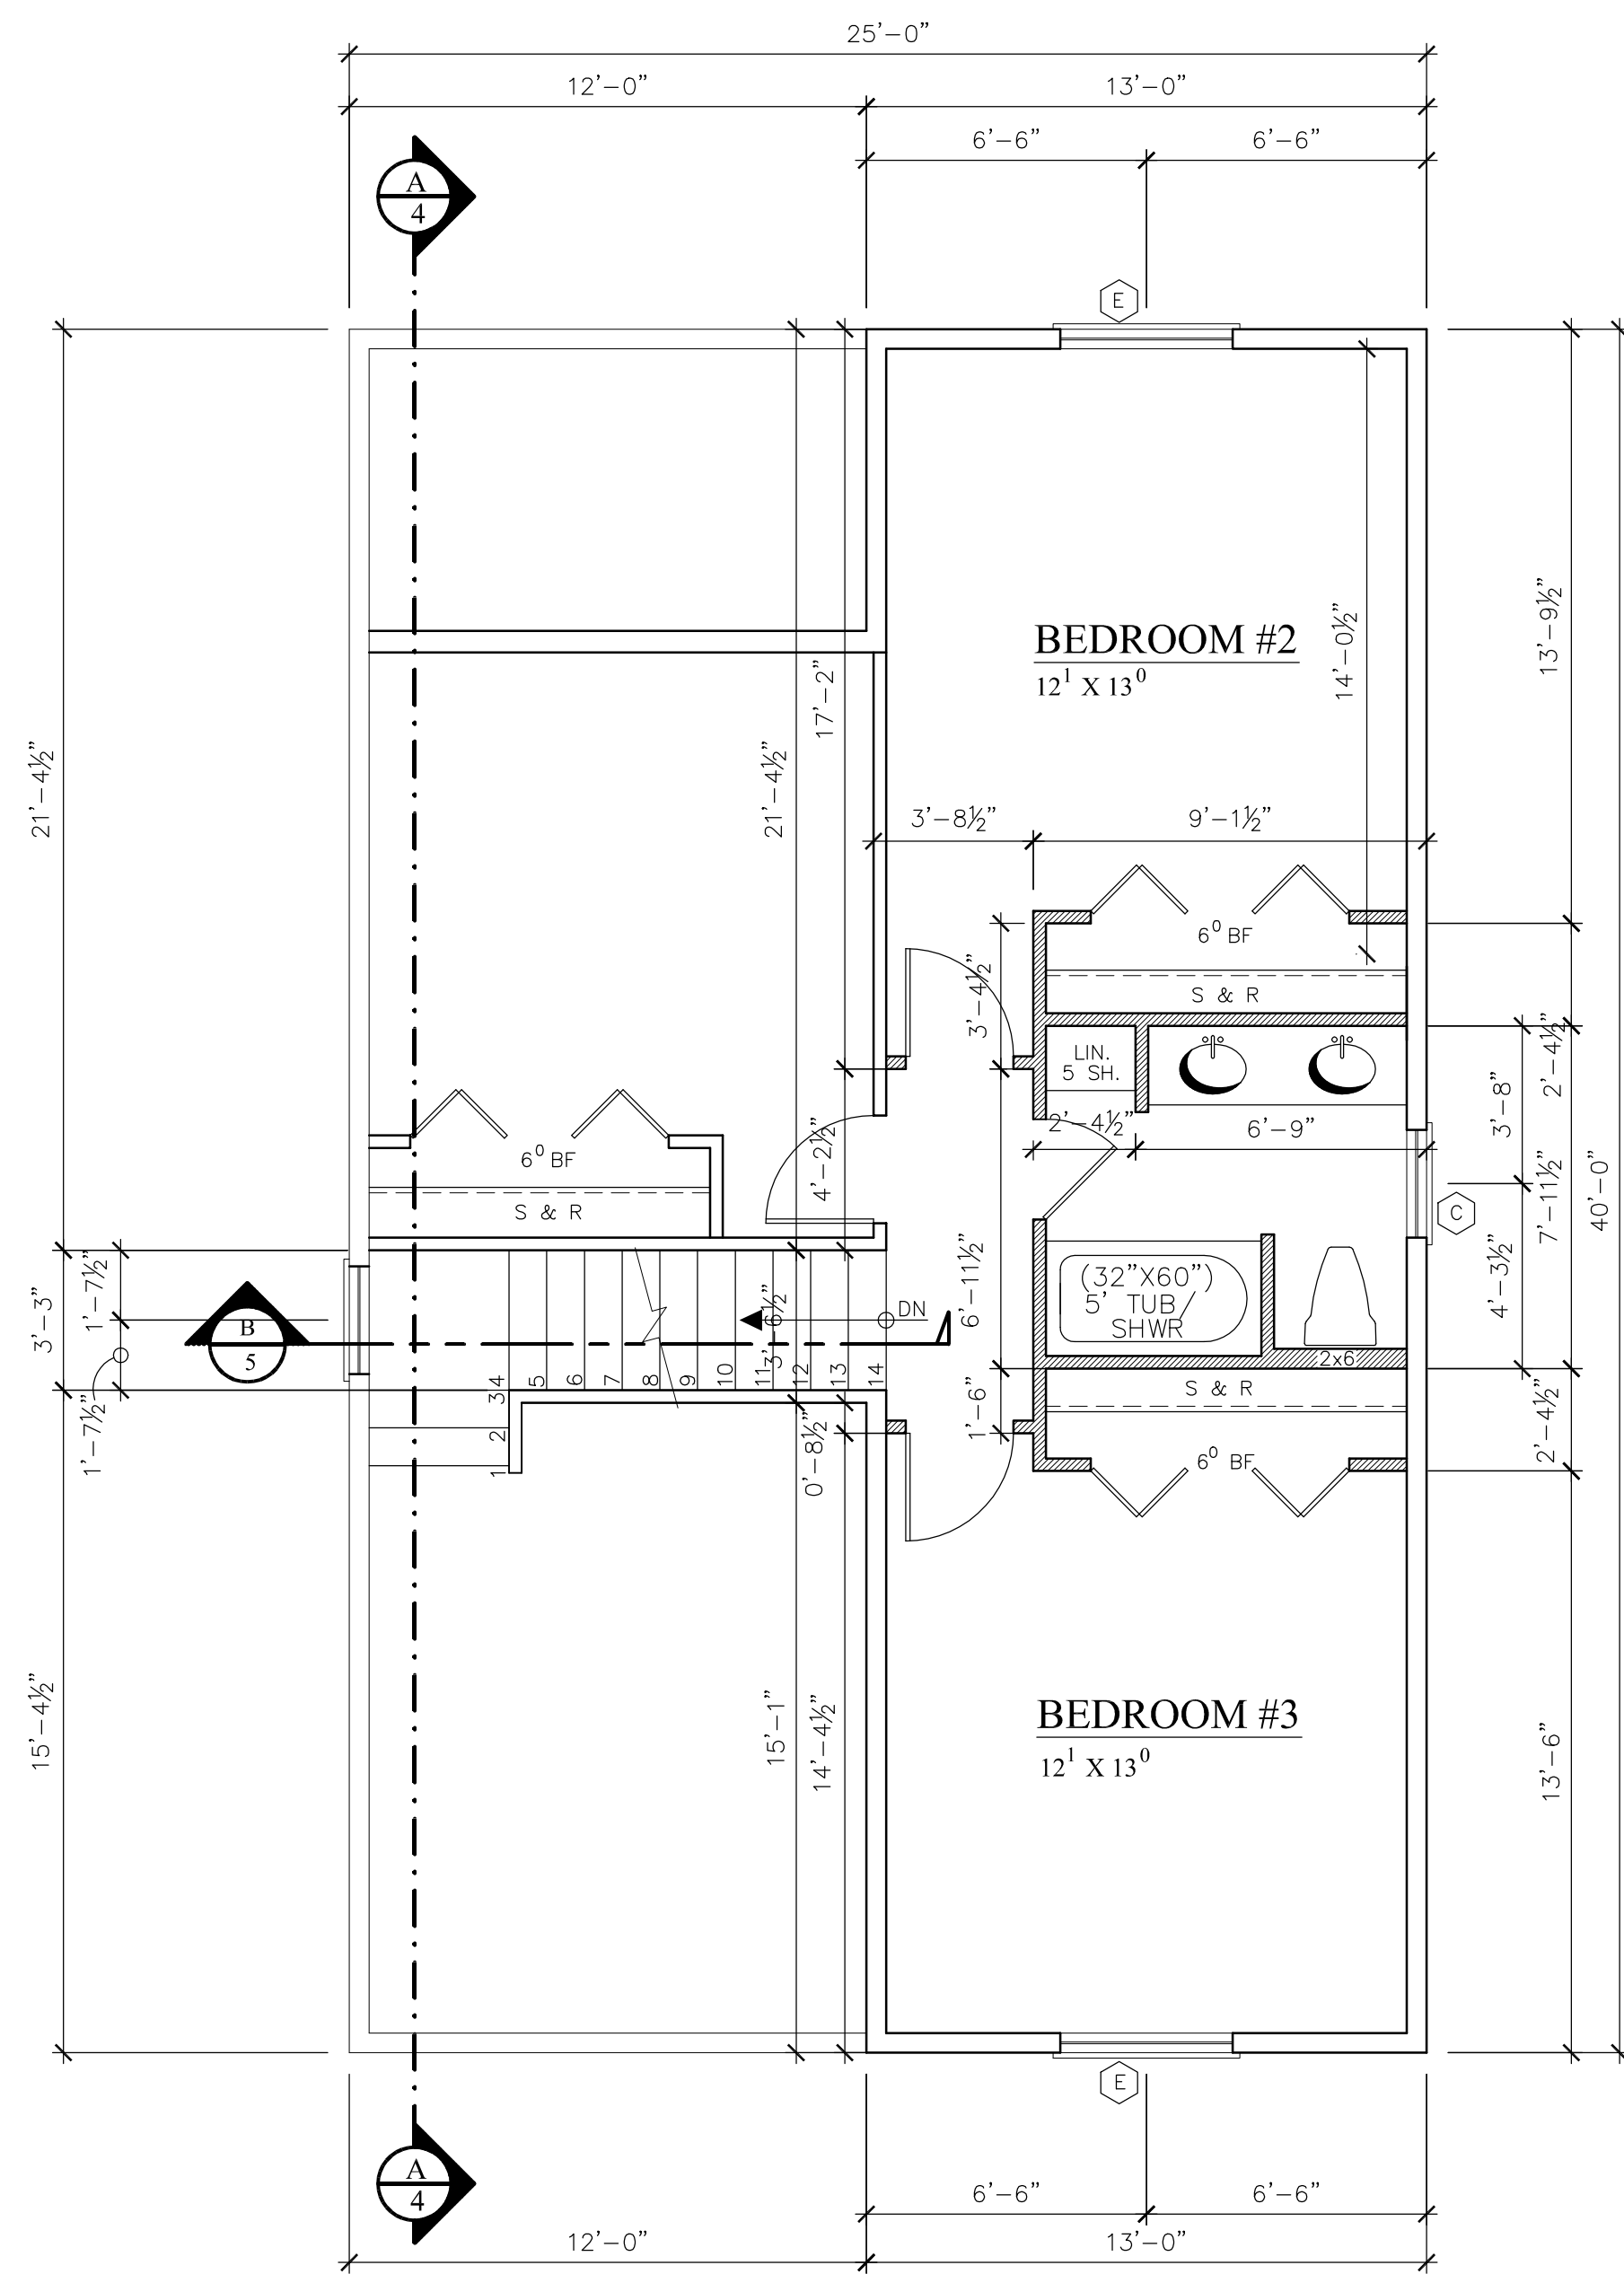 25'-0"
12'-0"
13'-0"
6'-6"
6'-6"
A
4
E
BEDROOM #2
12¹ X 13⁰
14'-0½"
13'-9½"
17'-2"
21'-4½"
21'-4½"
3'-8½"
9'-1½"
6⁰ BF
S & R
3'-4½"
LIN.
5 SH.
2'-4½"
3'-8"
2'-4½"
6'-9"
4'-2½"
6⁰ BF
S & R
7'-11½"
40'-0"
C
4'-3½"
6'-11½"
(32"X60")
5' TUB/
SHWR
2x6
DN
3'-6½"
1'-7½"
3'-3"
1'-7½"
B
5
1
2
3
4
5
6
7
8
9
10
11
12
13
14
S & R
1'-6"
0'-8½"
6⁰ BF
2'-4½"
BEDROOM #3
12¹ X 13⁰
15'-4½"
15'-1"
14'-4½"
13'-6"
E
A
4
6'-6"
6'-6"
12'-0"
13'-0"